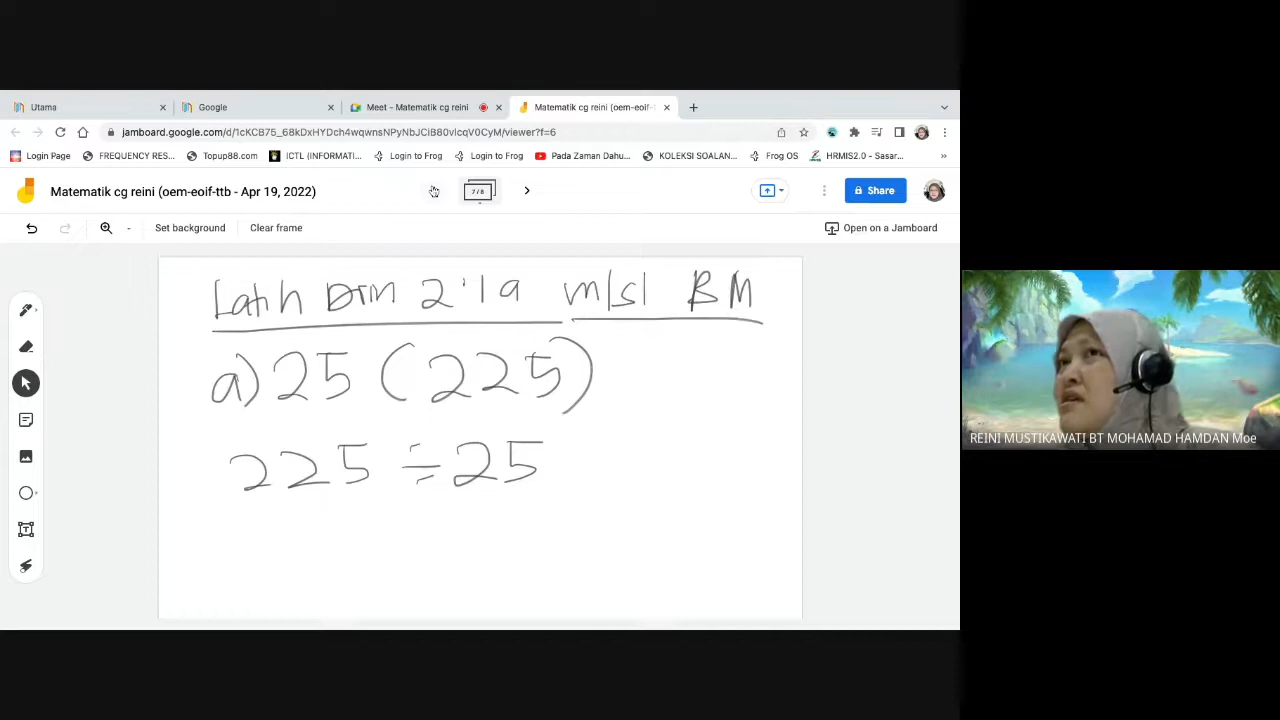 Utama
Google
Meet - Matematik cg reini
Matematik cg reini (oem-eoif-
jamboard.google.com/d/1cKCB75_68kDxHYDch4wqwnsNPyNbJCiB80vIcqV0CyM/viewer?f=6
Login Page
FREQUENCY RES...
Topup88.com
ICTL (INFORMATI...
Login to Frog
Login to Frog
Pada Zaman Dahu...
KOLEKSI SOALAN...
Frog OS
HRMIS2.0 - Sasar...
Matematik cg reini (oem-eoif-ttb - Apr 19, 2022)
7/8
Share
Set background
Clear frame
Open on a Jamboard
Latih Drm 2.1a m/sl BM
a) 25 (225)
225 ÷ 25
REINI MUSTIKAWATI BT MOHAMAD HAMDAN Moe